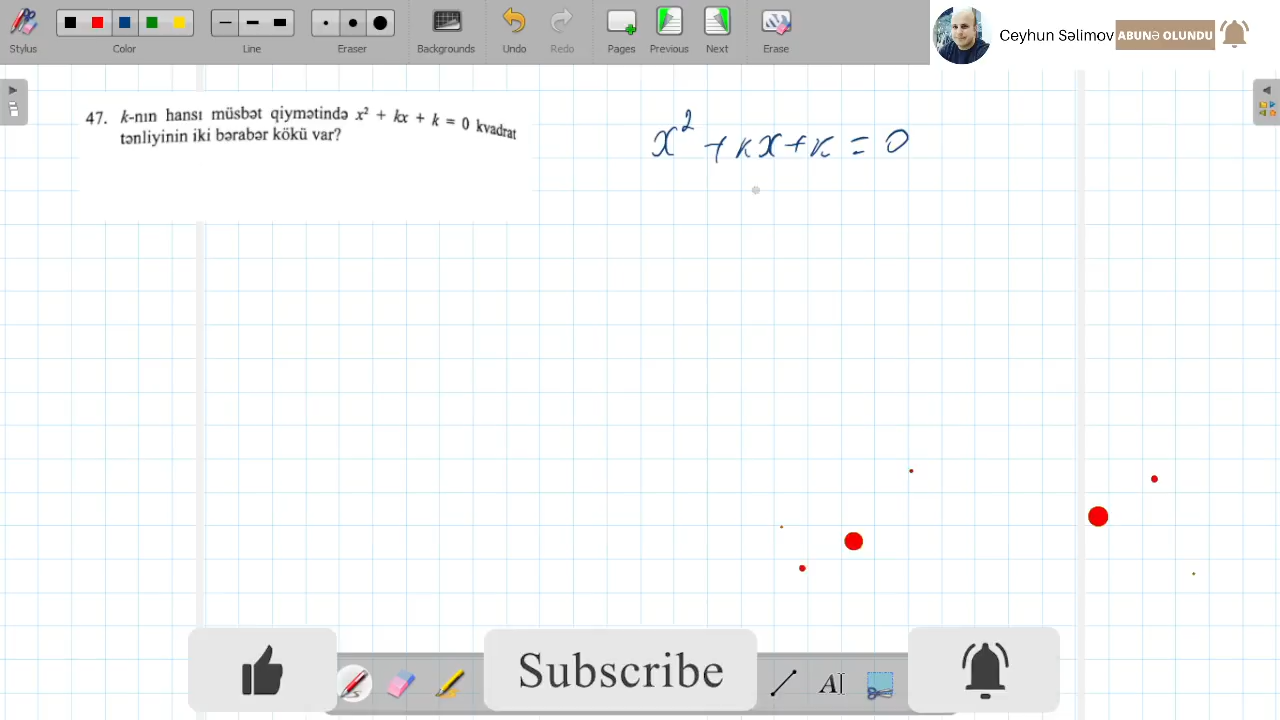 Stylus
Color
Line
Eraser
Backgrounds
Undo
Redo
Pages
Previous
Next
Erase
Ceyhun Səlimov
ABUNƏ OLUNDU
47. k-nın hansı müsbət qiymətində x² + kx + k = 0 kvadrat
tənliyinin iki bərabər kökü var?
x² + kx + k = 0
Subscribe
A